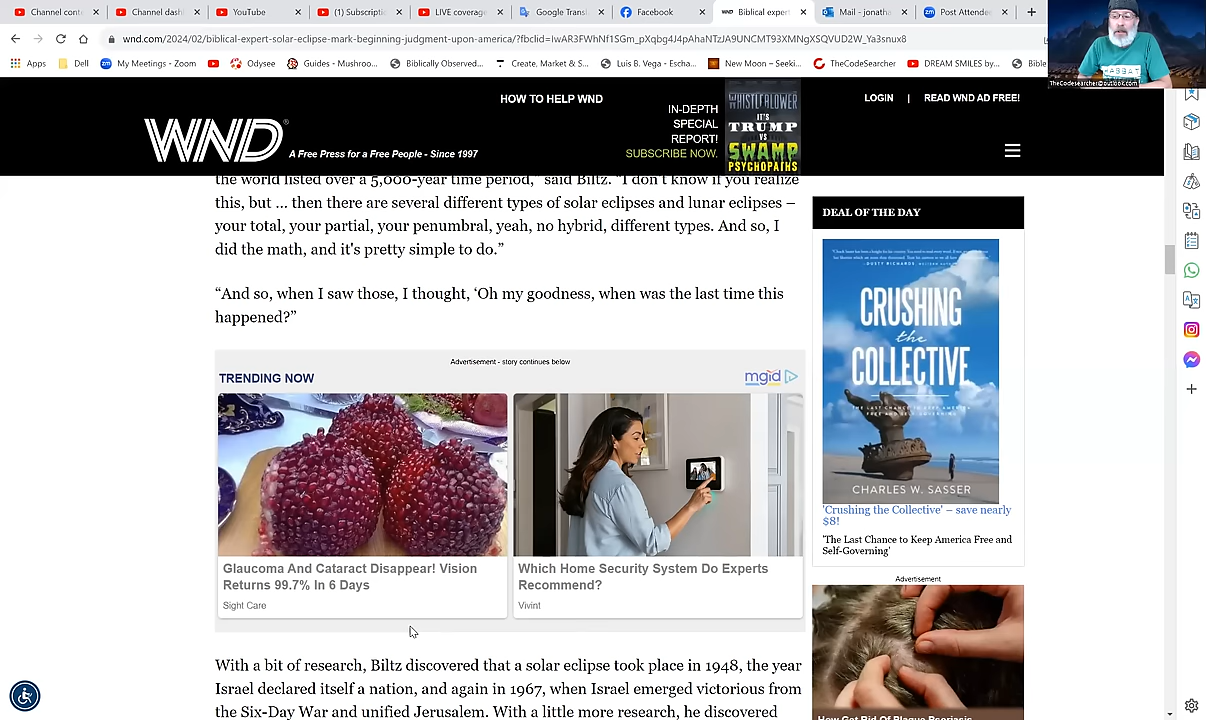 Channel cont
Channel dash
YouTube
(1) Subscripti
LIVE coverage
Google Trans
Facebook
Biblical exper
Mail - jonatha
Post Attende
wnd.com/2024/02/biblical-expert-solar-eclipse-mark-beginning-judgement-upon-america/?fbclid=IwAR3FWhNf1SGm_pXqbg4J4pAhaNTzJA9UNCMT93XMNgXSQVUD2W_Ya3snux8
Apps
Dell
My Meetings - Zoom
Odysee
Guides - Mushroo...
Biblically Observed...
Create, Market & S...
Luis B. Vega - Escha...
New Moon – Seeki...
TheCodeSearcher
DREAM SMILES by...
Bible
TheCodesearcher@outlook.com
HOW TO HELP WND
WND
A Free Press for a Free People - Since 1997
IN-DEPTH
SPECIAL
REPORT!
SUBSCRIBE NOW.
WHISTLEBLOWER
IT'S
TRUMP
VS
SWAMP
PSYCHOPATHS
LOGIN | READ WND AD FREE!
the world listed over a 5,000-year time period," said Biltz. "I don't know if you realize
this, but ... then there are several different types of solar eclipses and lunar eclipses –
your total, your partial, your penumbral, yeah, no hybrid, different types. And so, I
did the math, and it's pretty simple to do.”
“And so, when I saw those, I thought, ‘Oh my goodness, when was the last time this
happened?”
Advertisement - story continues below
TRENDING NOW
mgid
Glaucoma And Cataract Disappear! Vision
Returns 99.7% In 6 Days
Sight Care
Which Home Security System Do Experts
Recommend?
Vivint
With a bit of research, Biltz discovered that a solar eclipse took place in 1948, the year
Israel declared itself a nation, and again in 1967, when Israel emerged victorious from
the Six-Day War and unified Jerusalem. With a little more research, he discovered
DEAL OF THE DAY
CRUSHING
the
COLLECTIVE
THE LAST CHANCE TO KEEP AMERICA
FREE AND SELF-GOVERNING
CHARLES W. SASSER
'Crushing the Collective' – save nearly
$8!
'The Last Chance to Keep America Free and
Self-Governing'
Advertisement
How Get Rid Of Plaque Psoriasis